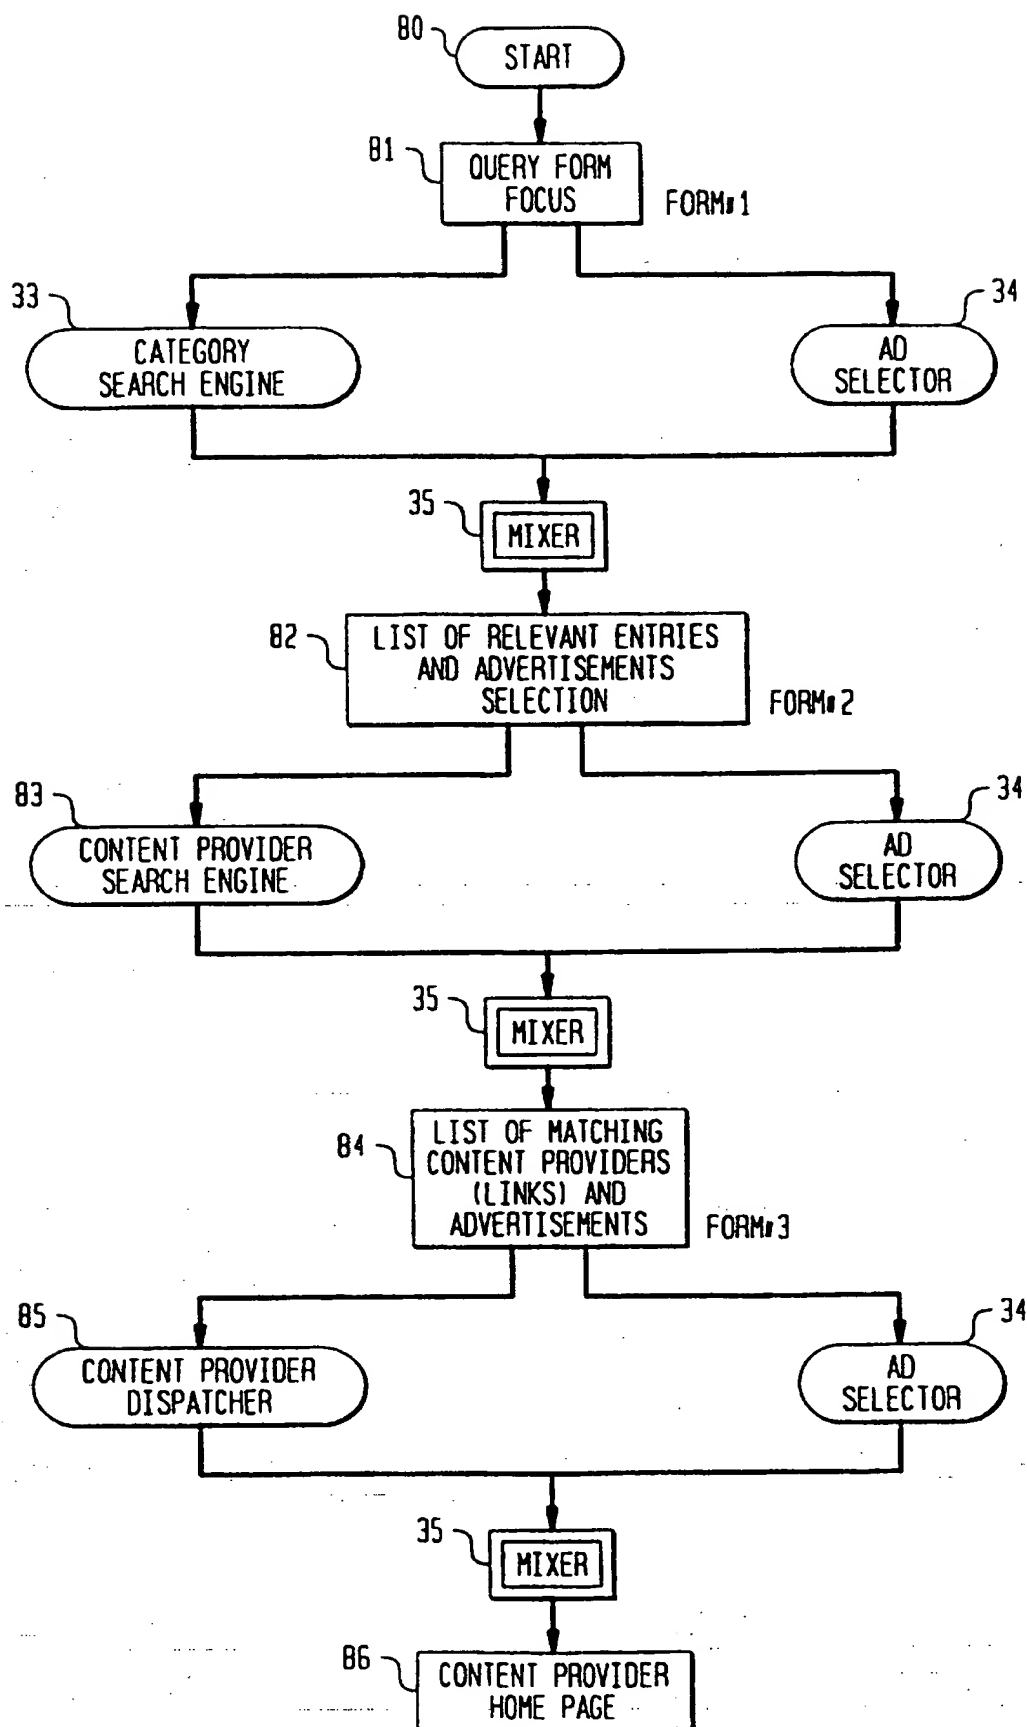 80
START
81
QUERY FORM
FOCUS
FORM#1
33
CATEGORY
SEARCH ENGINE
34
AD
SELECTOR
35
MIXER
82
LIST OF RELEVANT ENTRIES
AND ADVERTISEMENTS
SELECTION
FORM#2
83
CONTENT PROVIDER
SEARCH ENGINE
34
AD
SELECTOR
35
MIXER
84
LIST OF MATCHING
CONTENT PROVIDERS
(LINKS) AND
ADVERTISEMENTS
FORM#3
85
CONTENT PROVIDER
DISPATCHER
34
AD
SELECTOR
35
MIXER
86
CONTENT PROVIDER
HOME PAGE